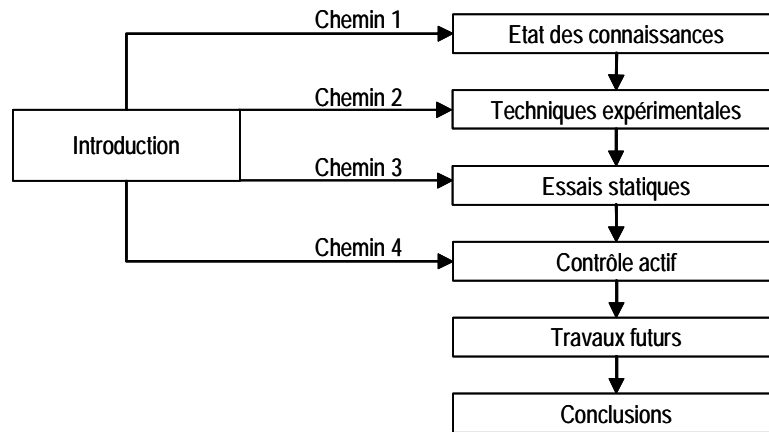 Chemin 1
Etat des connaissances
Chemin 2
Techniques expérimentales
Introduction
Chemin 3
Essais statiques
Chemin 4
Contrôle actif
Travaux futurs
Conclusions